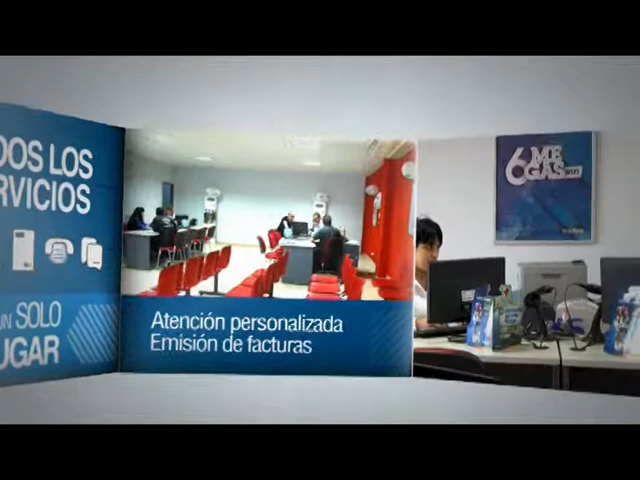 DOS LOS
RVICIOS
UN SOLO
UGAR
Atención personalizada
Emisión de facturas
6 ME
GAS